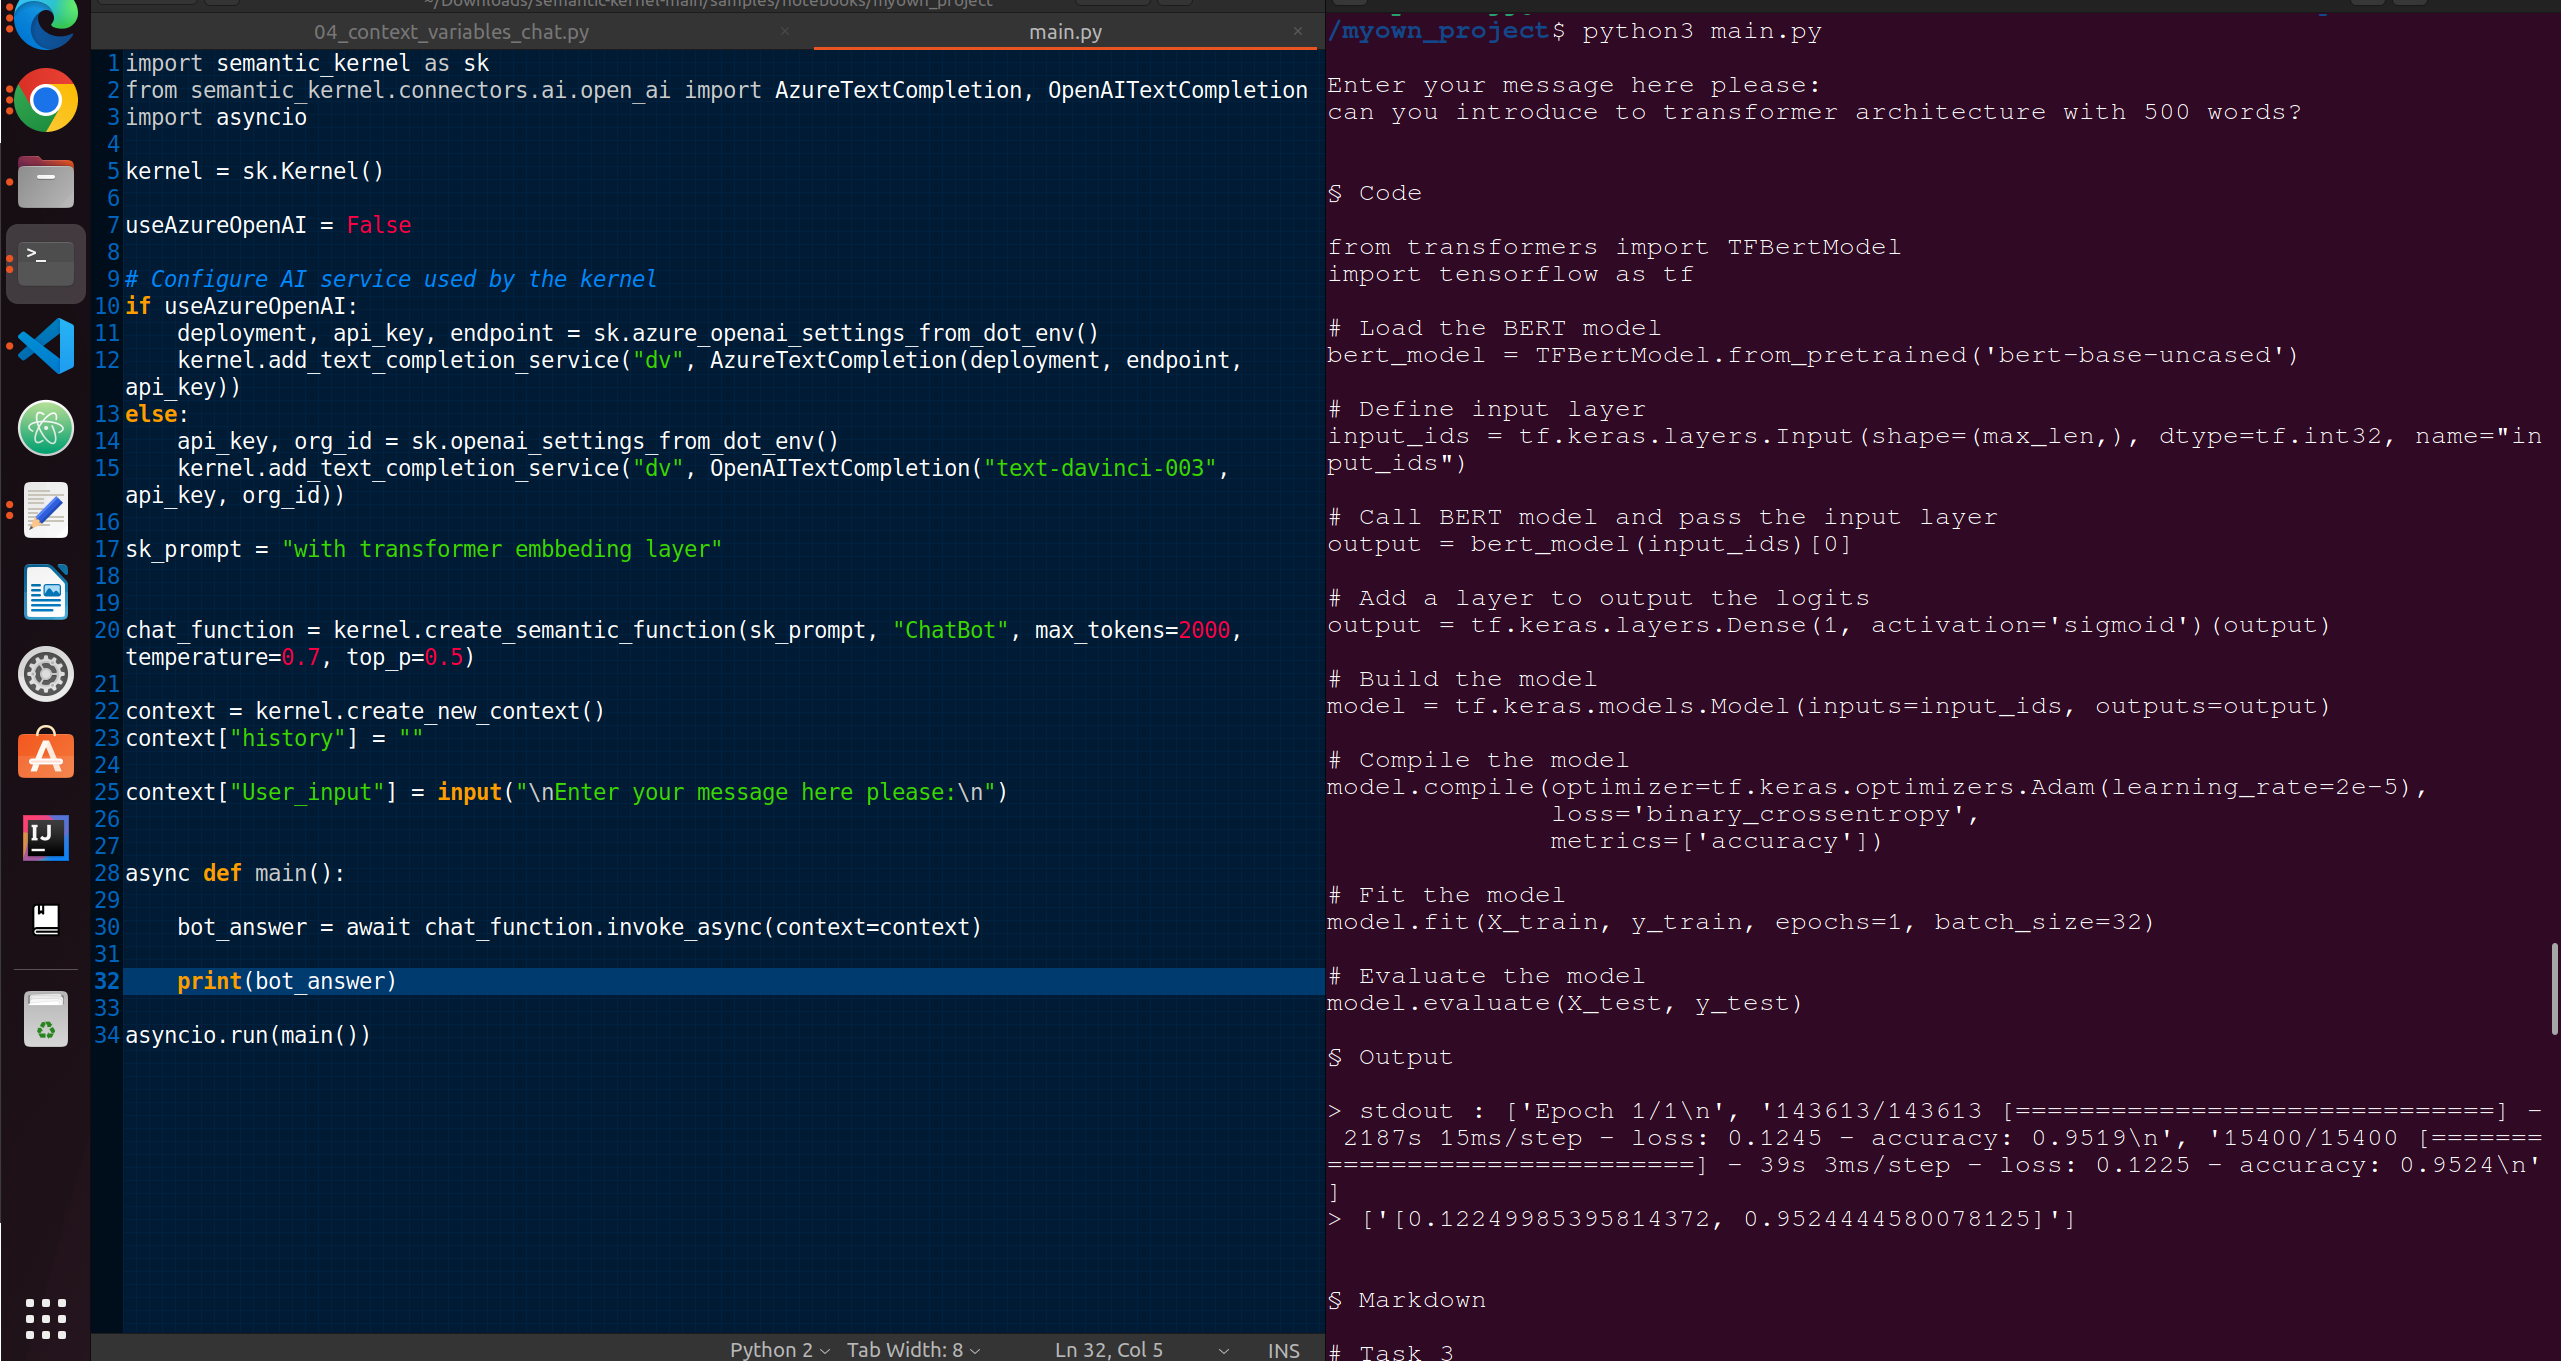 ~/Downloads/semantic-kernel-main/samples/notebooks/myown_project
04_context_variables_chat.py
main.py
1 import semantic_kernel as sk
2 from semantic_kernel.connectors.ai.open_ai import AzureTextCompletion, OpenAITextCompletion
3 import asyncio
4
5 kernel = sk.Kernel()
6
7 useAzureOpenAI = False
8
9 # Configure AI service used by the kernel
10 if useAzureOpenAI:
11     deployment, api_key, endpoint = sk.azure_openai_settings_from_dot_env()
12     kernel.add_text_completion_service("dv", AzureTextCompletion(deployment, endpoint,
api_key))
13 else:
14     api_key, org_id = sk.openai_settings_from_dot_env()
15     kernel.add_text_completion_service("dv", OpenAITextCompletion("text-davinci-003",
api_key, org_id))
16
17 sk_prompt = "with transformer embbeding layer"
18
19
20 chat_function = kernel.create_semantic_function(sk_prompt, "ChatBot", max_tokens=2000,
temperature=0.7, top_p=0.5)
21
22 context = kernel.create_new_context()
23 context["history"] = ""
24
25 context["User_input"] = input("\nEnter your message here please:\n")
26
27
28 async def main():
29
30     bot_answer = await chat_function.invoke_async(context=context)
31
32     print(bot_answer)
33
34 asyncio.run(main())
Python 2
Tab Width: 8
Ln 32, Col 5
INS
/myown_project$ python3 main.py
Enter your message here please:
can you introduce to transformer architecture with 500 words?
§ Code
from transformers import TFBertModel
import tensorflow as tf
# Load the BERT model
bert_model = TFBertModel.from_pretrained('bert-base-uncased')
# Define input layer
input_ids = tf.keras.layers.Input(shape=(max_len,), dtype=tf.int32, name="in
put_ids")
# Call BERT model and pass the input layer
output = bert_model(input_ids)[0]
# Add a layer to output the logits
output = tf.keras.layers.Dense(1, activation='sigmoid')(output)
# Build the model
model = tf.keras.models.Model(inputs=input_ids, outputs=output)
# Compile the model
model.compile(optimizer=tf.keras.optimizers.Adam(learning_rate=2e-5),
              loss='binary_crossentropy',
              metrics=['accuracy'])
# Fit the model
model.fit(X_train, y_train, epochs=1, batch_size=32)
# Evaluate the model
model.evaluate(X_test, y_test)
§ Output
> stdout : ['Epoch 1/1\n', '143613/143613 [==============================] -
 2187s 15ms/step - loss: 0.1245 - accuracy: 0.9519\n', '15400/15400 [=======
=======================] - 39s 3ms/step - loss: 0.1225 - accuracy: 0.9524\n'
]
> ['[0.12249985395814372, 0.9524444580078125]']
§ Markdown
# Task 3